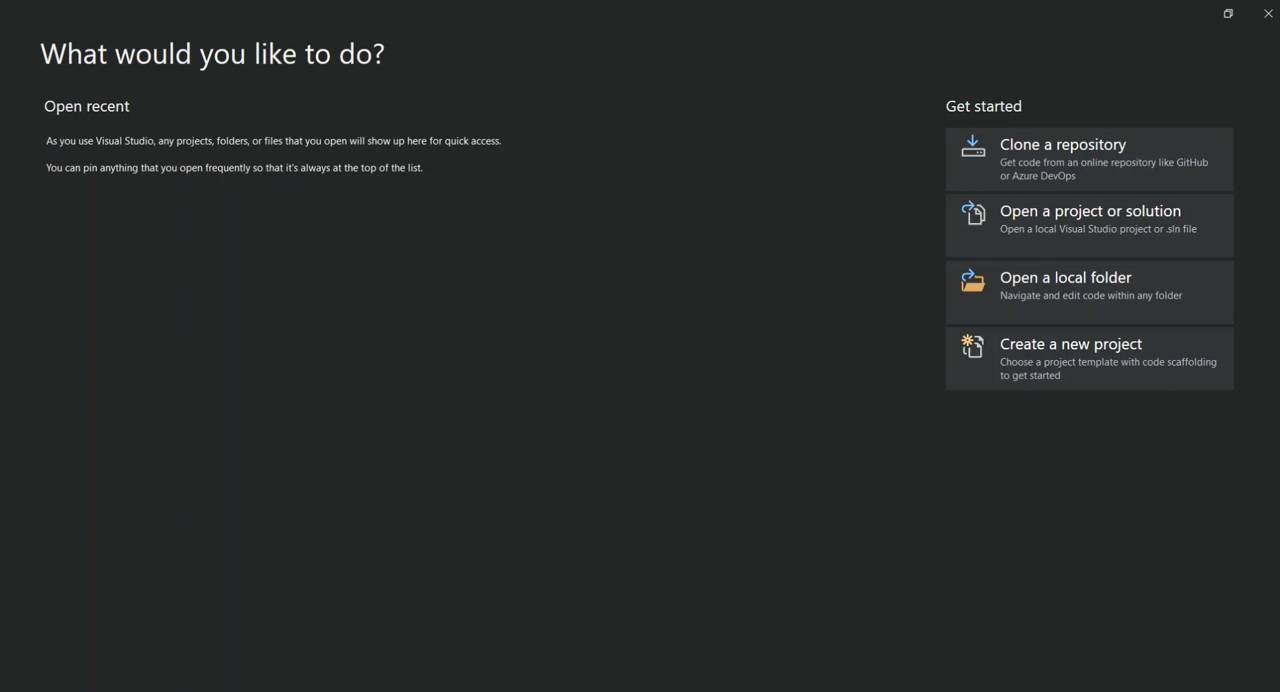 What would you like to do?
Open recent
As you use Visual Studio, any projects, folders, or files that you open will show up here for quick access.
You can pin anything that you open frequently so that it's always at the top of the list.
Get started
Clone a repository
Get code from an online repository like GitHub
or Azure DevOps
Open a project or solution
Open a local Visual Studio project or .sln file
Open a local folder
Navigate and edit code within any folder
Create a new project
Choose a project template with code scaffolding
to get started